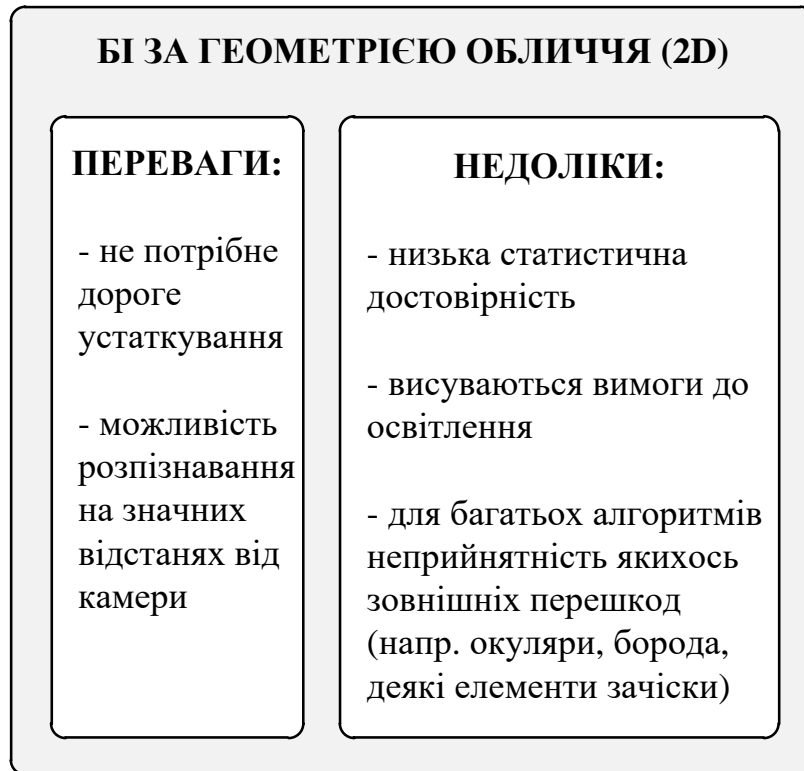 БІ ЗА ГЕОМЕТРІЄЮ ОБЛИЧЧЯ (2D)
ПЕРЕВАГИ:
- не потрібне
дороге
устаткування
- можливість
розпізнавання
на значних
відстанях від
камери
НЕДОЛІКИ:
- низька статистична
достовірність
- висуваються вимоги до
освітлення
- для багатьох алгоритмів
неприйнятність якихось
зовнішніх перешкод
(напр. окуляри, борода,
деякі елементи зачіски)